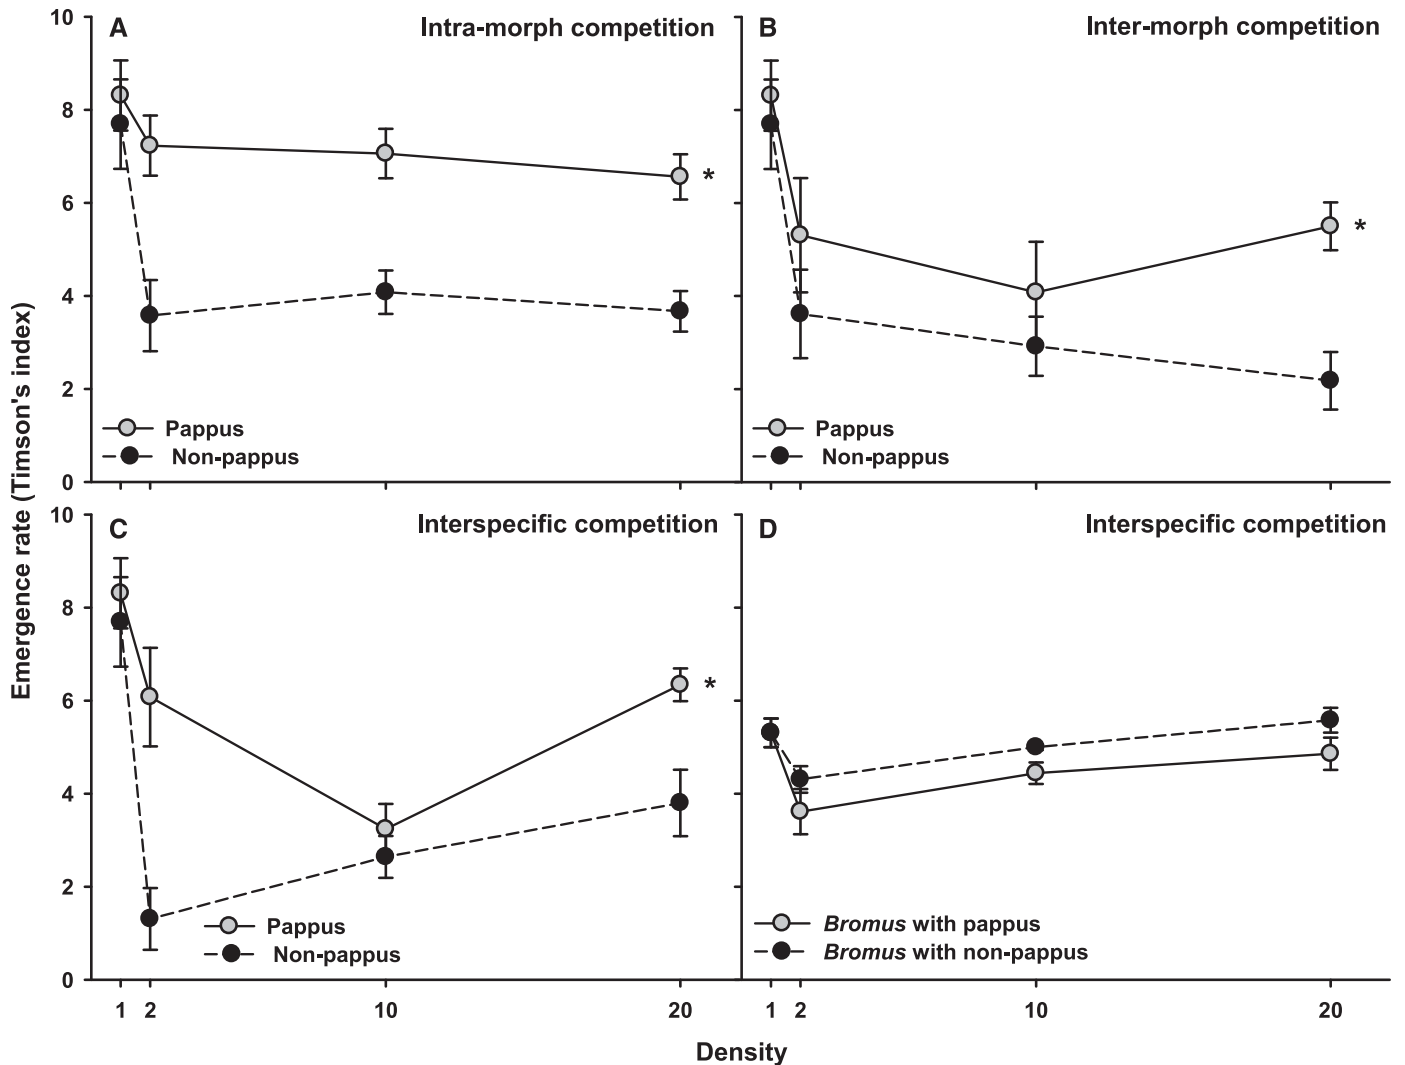 Emergence rate (Timson's index)
A
Intra-morph competition
10
8
6
4
2
0
*
Pappus
Non-pappus
B
Inter-morph competition
*
Pappus
Non-pappus
C
Interspecific competition
10
8
6
4
2
0
*
Pappus
Non-pappus
1
2
10
20
D
Interspecific competition
Bromus with pappus
Bromus with non-pappus
1
2
10
20
Density